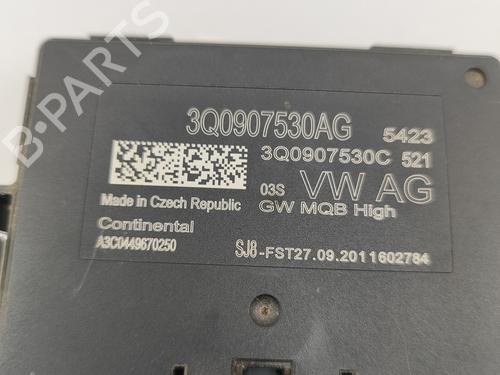 3Q0907530AG 5423
3Q0907530C 521
03S VW AG
Made in Czech Republic GW MQB High
Continental
A3C0449670250 SJ8-FST27.09.2011602784
B-PARTS